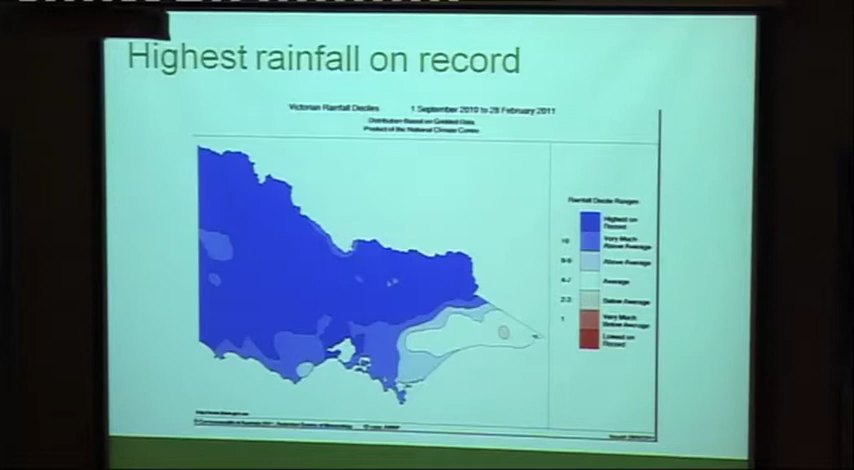 Highest rainfall on record
Victorian Rainfall Deciles 1 September 2010 to 28 February 2011
Distribution Based on Gridded Data
Product of the National Climate Centre
Rainfall Decile Ranges
Highest on
Record
10 Very Much
Above Average
8-9 Above Average
4-7 Average
2-3 Below Average
1 Very Much
Below Average
Lowest on
Record